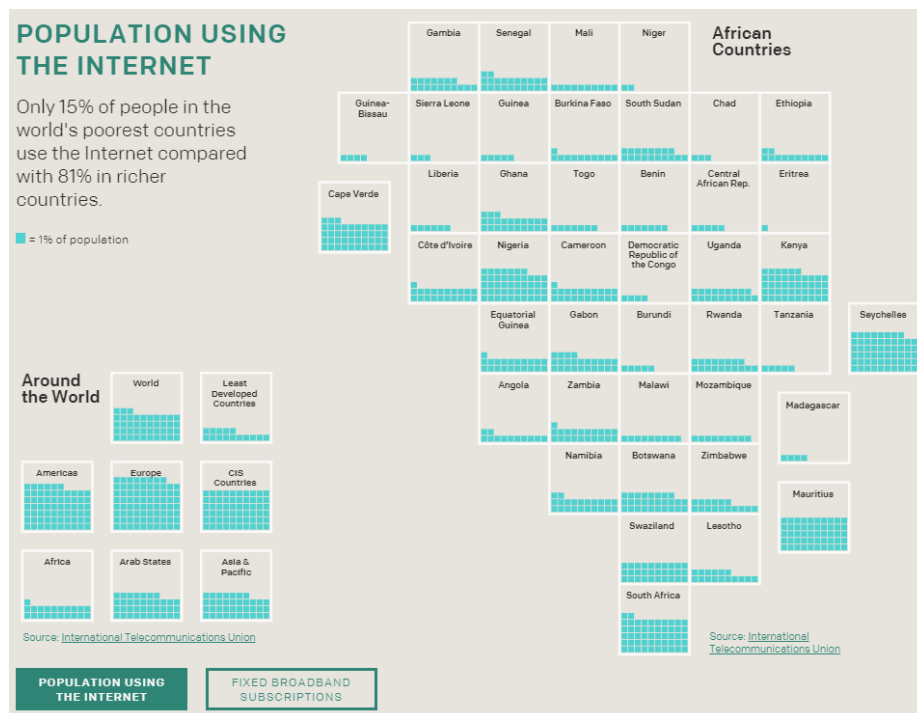 POPULATION USING
THE INTERNET
Only 15% of people in the
world's poorest countries
use the Internet compared
with 81% in richer
countries.
= 1% of population
African
Countries
Gambia
Senegal
Mali
Niger
Guinea-
Bissau
Sierra Leone
Guinea
Burkina Faso
South Sudan
Chad
Ethiopia
Cape Verde
Liberia
Ghana
Togo
Benin
Central
African Rep.
Eritrea
Côte d'Ivoire
Nigeria
Cameroon
Democratic
Republic of
the Congo
Uganda
Kenya
Equatorial
Guinea
Gabon
Burundi
Rwanda
Tanzania
Seychelles
Angola
Zambia
Malawi
Mozambique
Madagascar
Namibia
Botswana
Zimbabwe
Mauritius
Swaziland
Lesotho
South Africa
Source: International
Telecommunications Union
Around
the World
World
Least
Developed
Countries
Americas
Europe
CIS
Countries
Africa
Arab States
Asia &
Pacific
Source: International Telecommunications Union
POPULATION USING
THE INTERNET
FIXED BROADBAND
SUBSCRIPTIONS